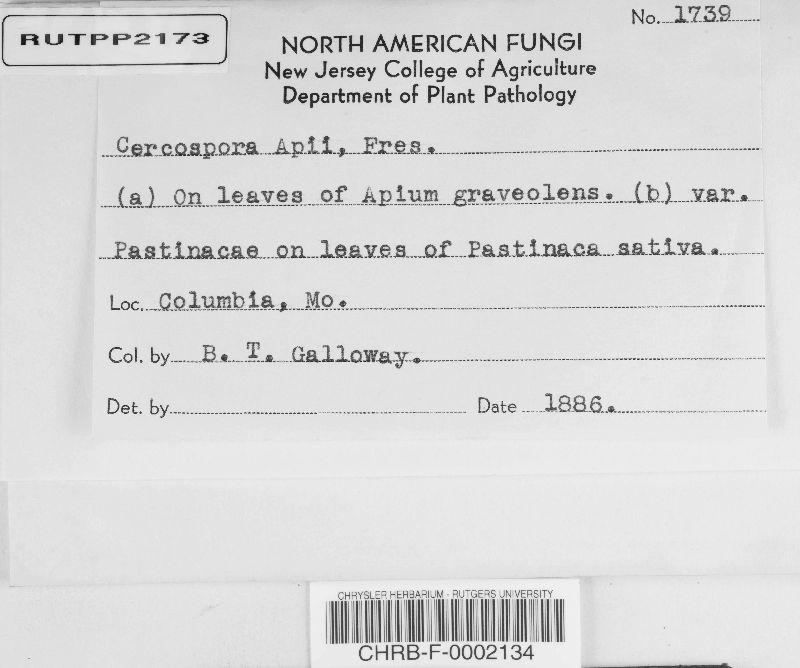 No. 1739
RUTPP2173
NORTH AMERICAN FUNGI
New Jersey College of Agriculture
Department of Plant Pathology
Cercospora Apii, Fres.
(a) On leaves of Apium graveolens. (b) var.
Pastinacae on leaves of Pastinaca sativa.
Loc. Columbia, Mo.
Col. by B. T. Galloway.
Det. by Date 1886.
CHRYSLER HERBARIUM - RUTGERS UNIVERSITY
CHRB-F-0002134